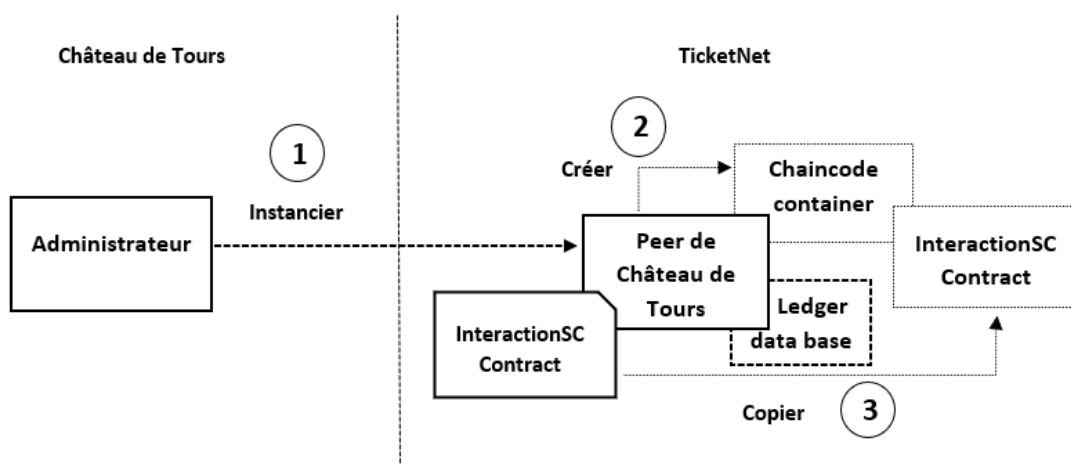 Château de Tours
TicketNet
1
2
Instancier
Créer
Chaincode
container
Administrateur
Peer de
Château de
Tours
InteractionSC
Contract
Ledger
data base
InteractionSC
Contract
Copier
3